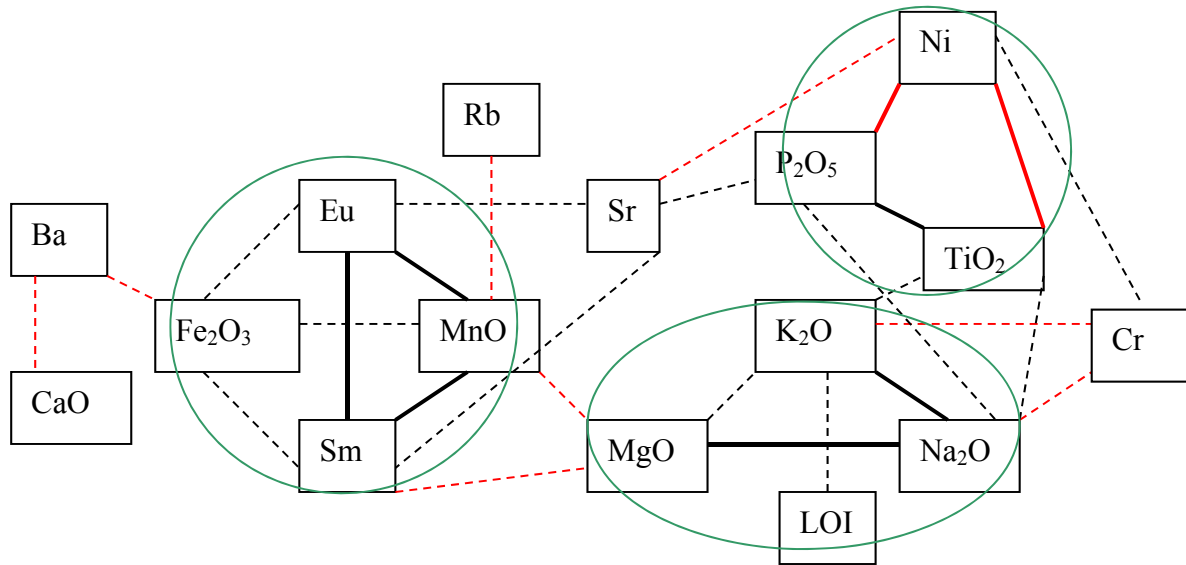 Ni
Rb
P₂O₅
Eu
Sr
Ba
TiO₂
Fe₂O₃
MnO
K₂O
Cr
CaO
Sm
MgO
Na₂O
LOI